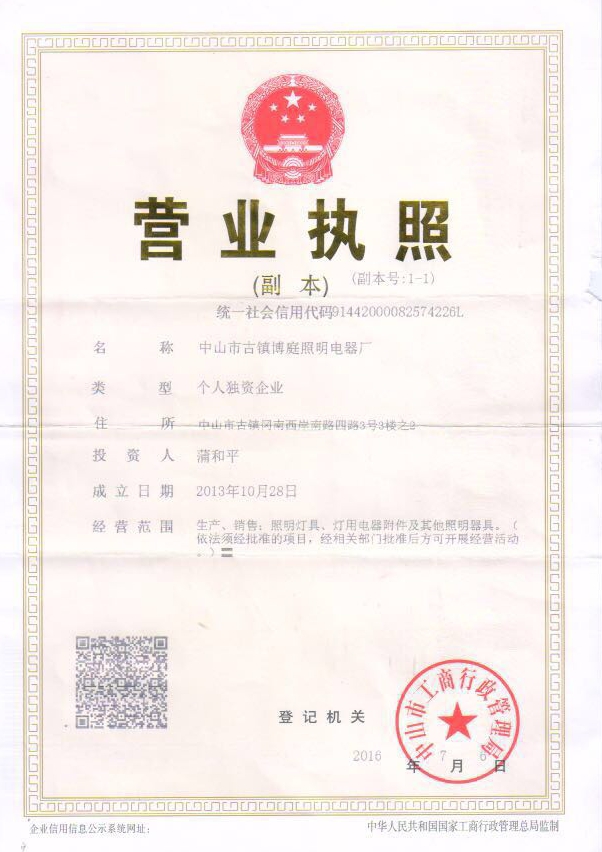 营业执照
(副 本) (副本号:1-1)
统一社会信用代码91442000082574226L
名 称 中山市古镇博庭照明电器厂
类 型 个人独资企业
住 所 中山市古镇冈南西岸南路四路3号3楼之2
投 资 人 蒲和平
成 立 日 期 2013年10月28日
经 营 范 围 生产、销售：照明灯具、灯用电器附件及其他照明器具。（
依法须经批准的项目，经相关部门批准后方可开展经营活动
。）
登 记 机 关
中山市工商行政管理局
2016 年 7 月 6 日
企业信用信息公示系统网址：
中华人民共和国国家工商行政管理总局监制